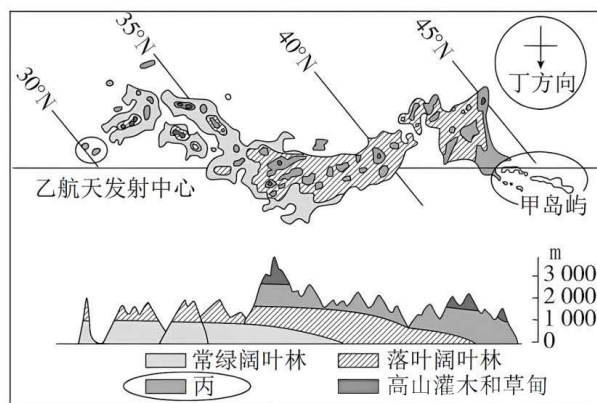 30°N
35°N
40°N
45°N
丁方向
乙航天发射中心
甲岛屿
m
3 000
2 000
1 000
0
常绿阔叶林
落叶阔叶林
丙
高山灌木和草甸